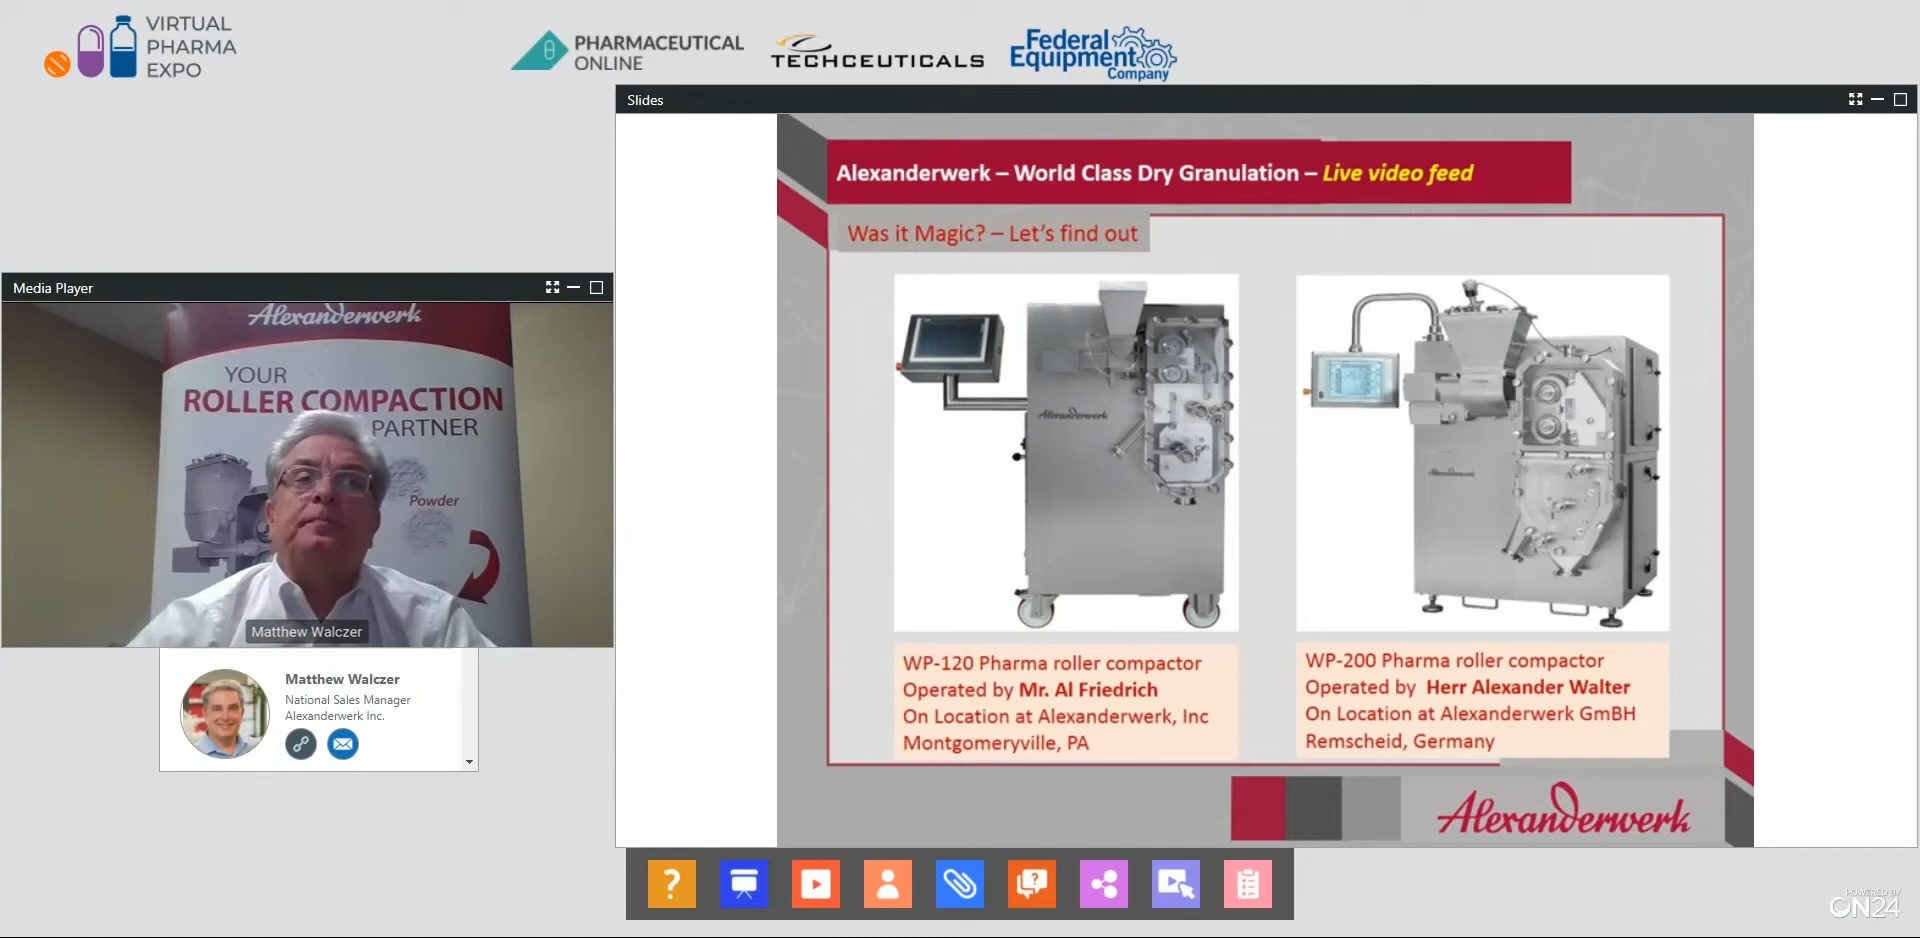 VIRTUAL
PHARMA
EXPO
PHARMACEUTICAL
ONLINE
TECHCEUTICALS
Federal
Equipment
Company
Slides
Alexanderwerk – World Class Dry Granulation – Live video feed
Was it Magic? – Let's find out
Alexanderwerk
Alexanderwerk
WP-120 Pharma roller compactor
Operated by Mr. Al Friedrich
On Location at Alexanderwerk, Inc
Montgomeryville, PA
WP-200 Pharma roller compactor
Operated by Herr Alexander Walter
On Location at Alexanderwerk GmBH
Remscheid, Germany
Alexanderwerk
Media Player
Alexanderwerk
YOUR
ROLLER COMPACTION
PARTNER
Powder
Matthew Walczer
Matthew Walczer
National Sales Manager
Alexanderwerk Inc.
POWERED BY
ON24